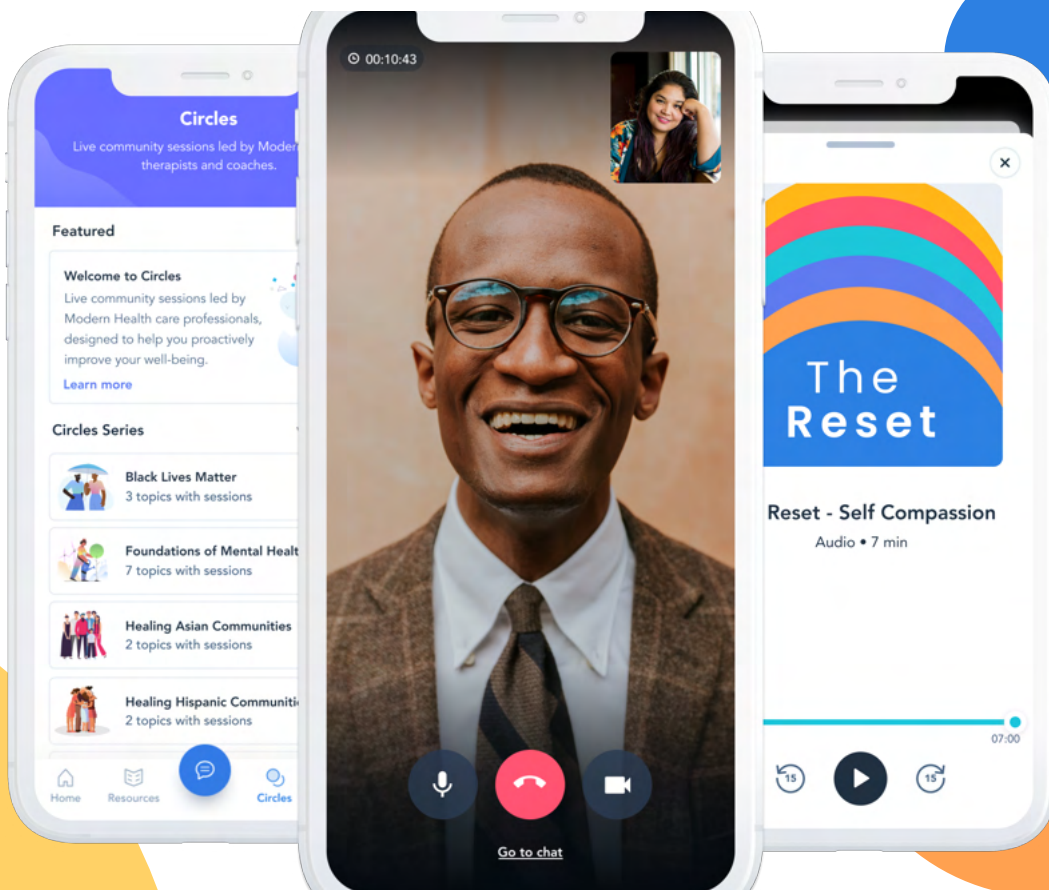 Circles
Live community sessions led by Moder
therapists and coaches.
Featured
Welcome to Circles
Live community sessions led by
Modern Health care professionals,
designed to help you proactively
improve your well-being.
Learn more
Circles Series
Black Lives Matter
3 topics with sessions
Foundations of Mental Healt
7 topics with sessions
Healing Asian Communities
2 topics with sessions
Healing Hispanic Communiti
2 topics with sessions
Home
Resources
Circles
00:10:43
Go to chat
The
Reset
Reset - Self Compassion
Audio • 7 min
07:00
15
15